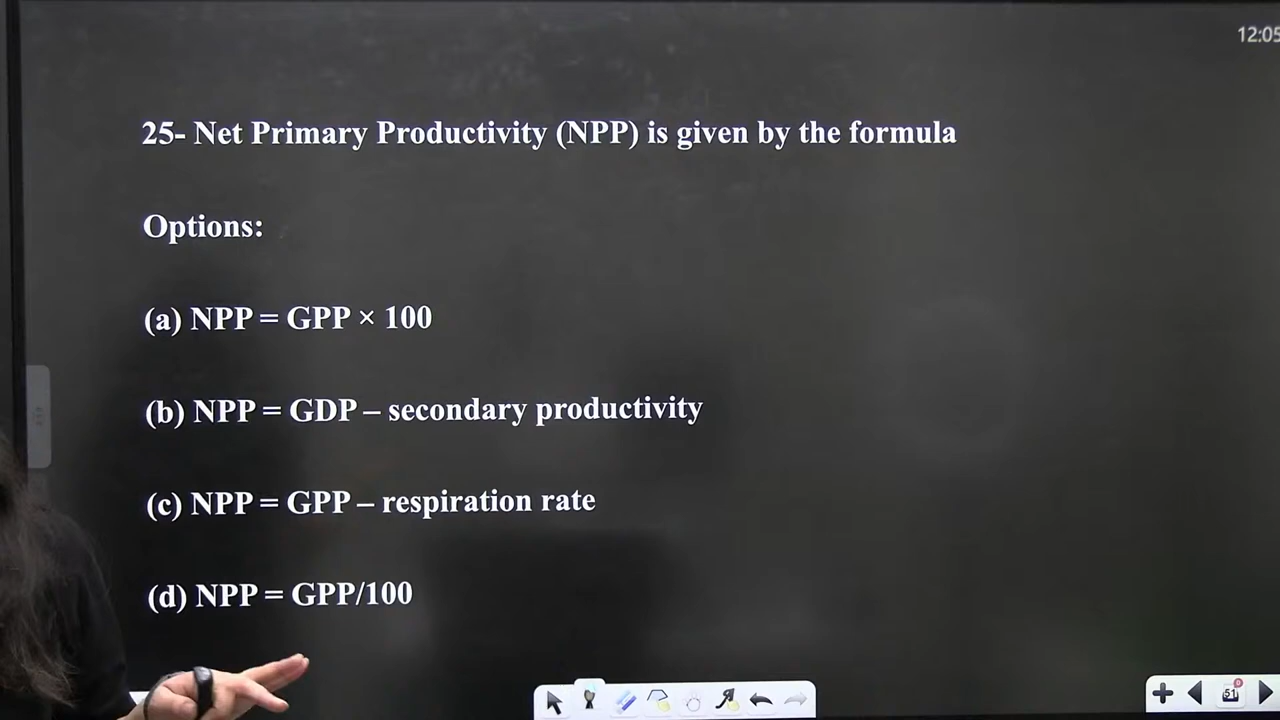 12:05
25- Net Primary Productivity (NPP) is given by the formula
Options:
(a) NPP = GPP × 100
(b) NPP = GDP – secondary productivity
(c) NPP = GPP – respiration rate
(d) NPP = GPP/100
51